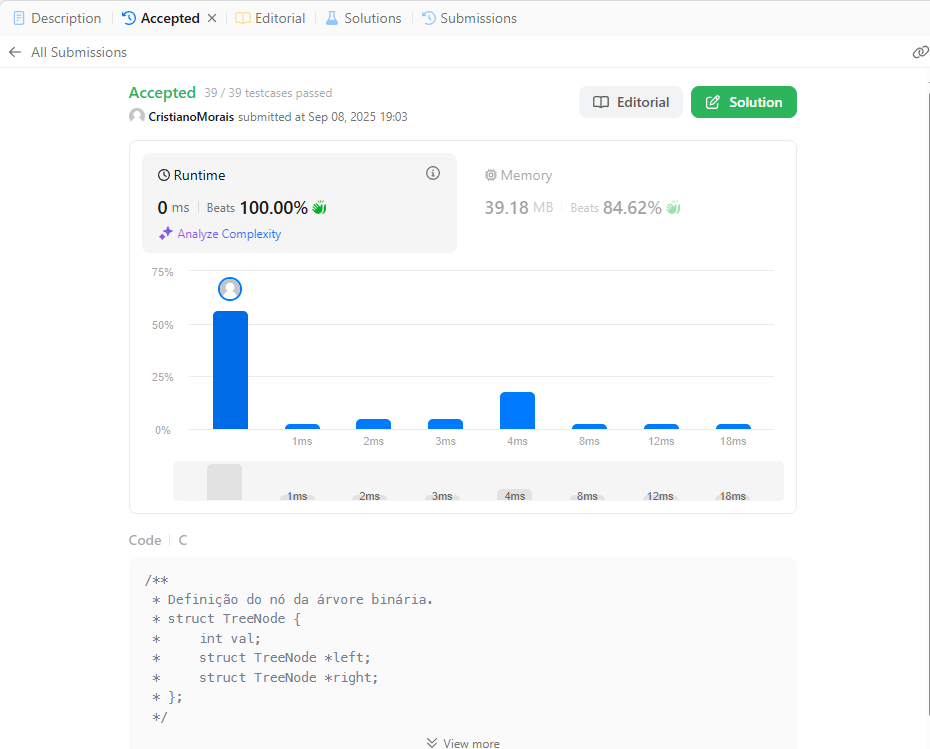 Description Accepted Editorial Solutions Submissions
All Submissions
Accepted 39 / 39 testcases passed
CristianoMorais submitted at Sep 08, 2025 19:03
Editorial
Solution
Runtime
0 ms Beats 100.00%
Analyze Complexity
Memory
39.18 MB Beats 84.62%
75%
50%
25%
0%
1ms 2ms 3ms 4ms 8ms 12ms 18ms
1ms 2ms 3ms 4ms 8ms 12ms 18ms
Code C
/**
 * Definição do nó da árvore binária.
 * struct TreeNode {
 *     int val;
 *     struct TreeNode *left;
 *     struct TreeNode *right;
 * };
 */
View more